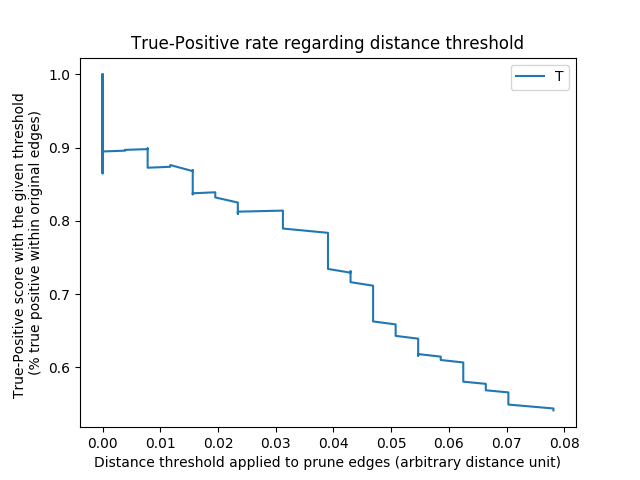 True-Positive rate regarding distance threshold
T
1.0
0.9
0.8
0.7
0.6
True-Positive score with the given threshold
(% true positive within original edges)
0.00 0.01 0.02 0.03 0.04 0.05 0.06 0.07 0.08
Distance threshold applied to prune edges (arbitrary distance unit)